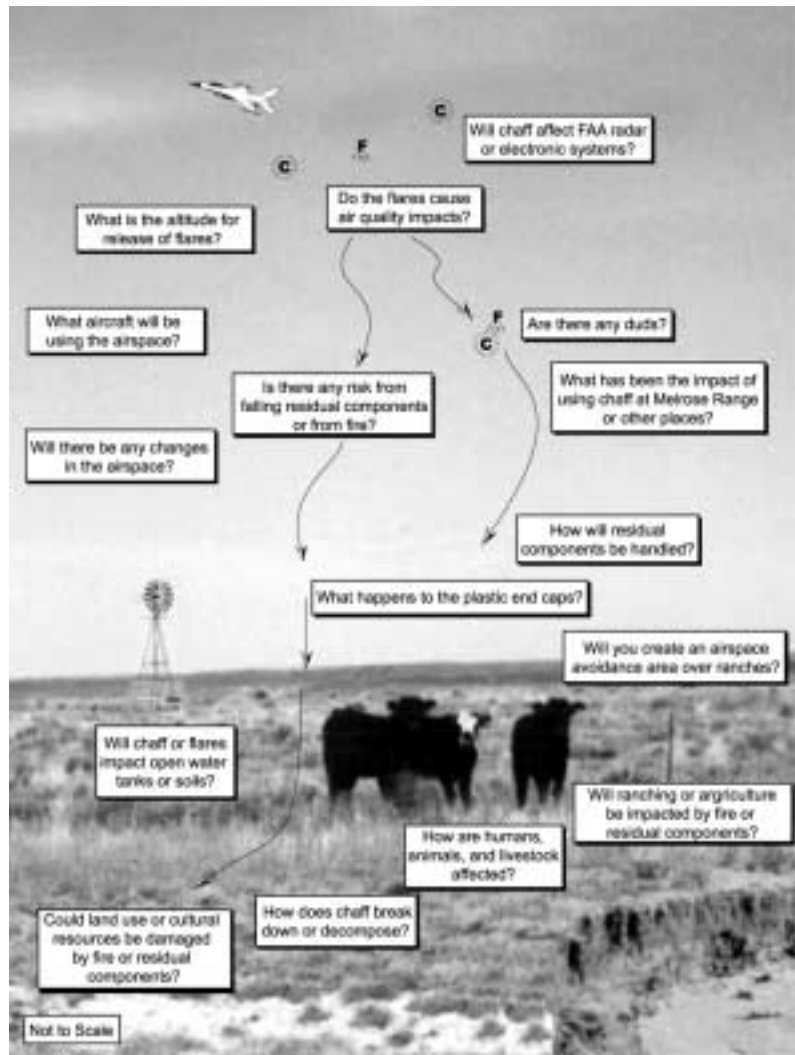 C
Will chaff affect FAA radar
or electronic systems?
F
C
Do the flares cause
air quality impacts?
What is the altitude for
release of flares?
What aircraft will be
using the airspace?
F
Are there any duds?
C
Is there any risk from
falling residual components
or from fire?
What has been the impact of
using chaff at Melrose Range
or other places?
Will there be any changes
in the airspace?
How will residual
components be handled?
What happens to the plastic end caps?
Will you create an airspace
avoidance area over ranches?
Will chaff or flares
impact open water
tanks or soils?
Will ranching or argriculture
be impacted by fire or
residual components?
How are humans,
animals, and livestock
affected?
How does chaff break
down or decompose?
Could land use or cultural
resources be damaged
by fire or residual
components?
Not to Scale